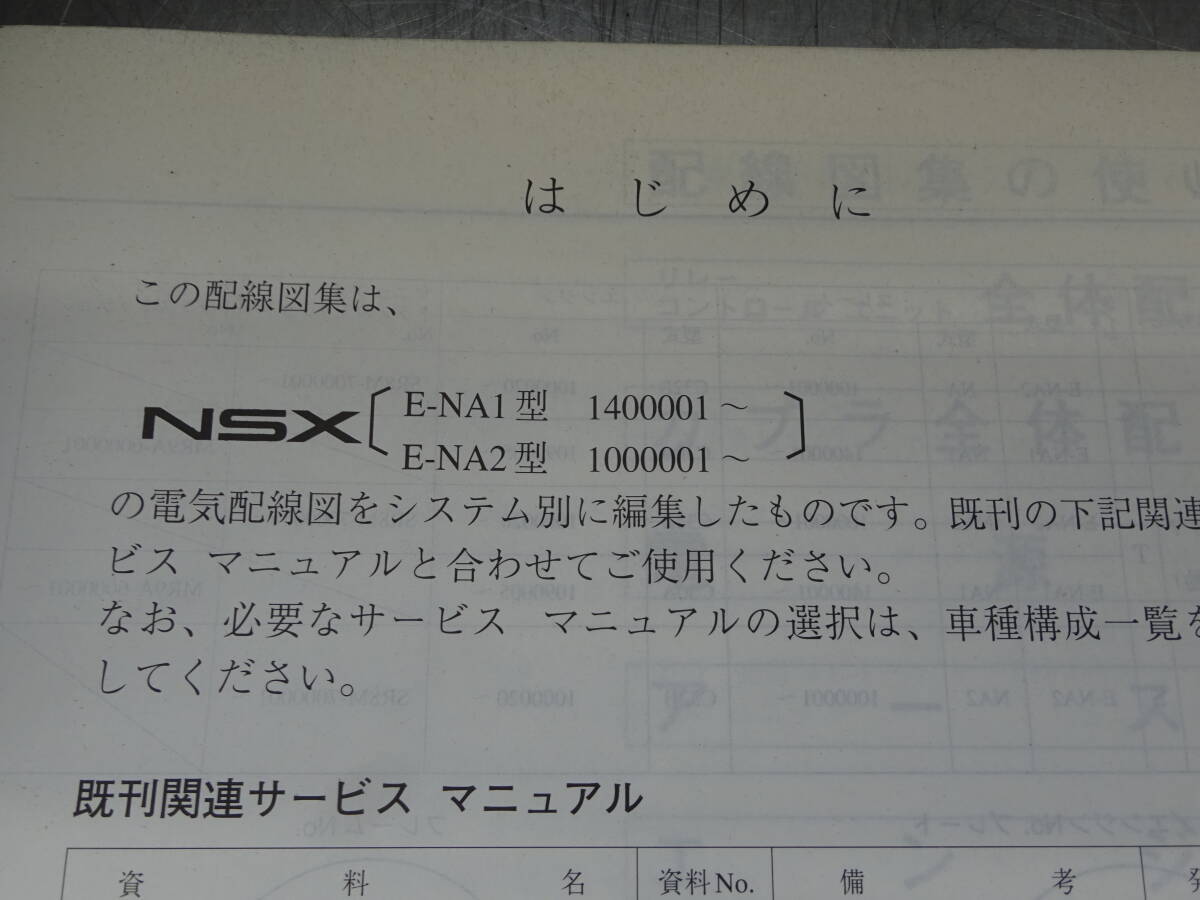 はじめに
この配線図集は、
NSX
E-NA1型 1400001～
E-NA2型 1000001～
の電気配線図をシステム別に編集したものです。既刊の下記関連
ビス マニュアルと合わせてご使用ください。
なお、必要なサービス マニュアルの選択は、車種構成一覧を
してください。
既刊関連サービス マニュアル
資料名 資料No. 備考 発